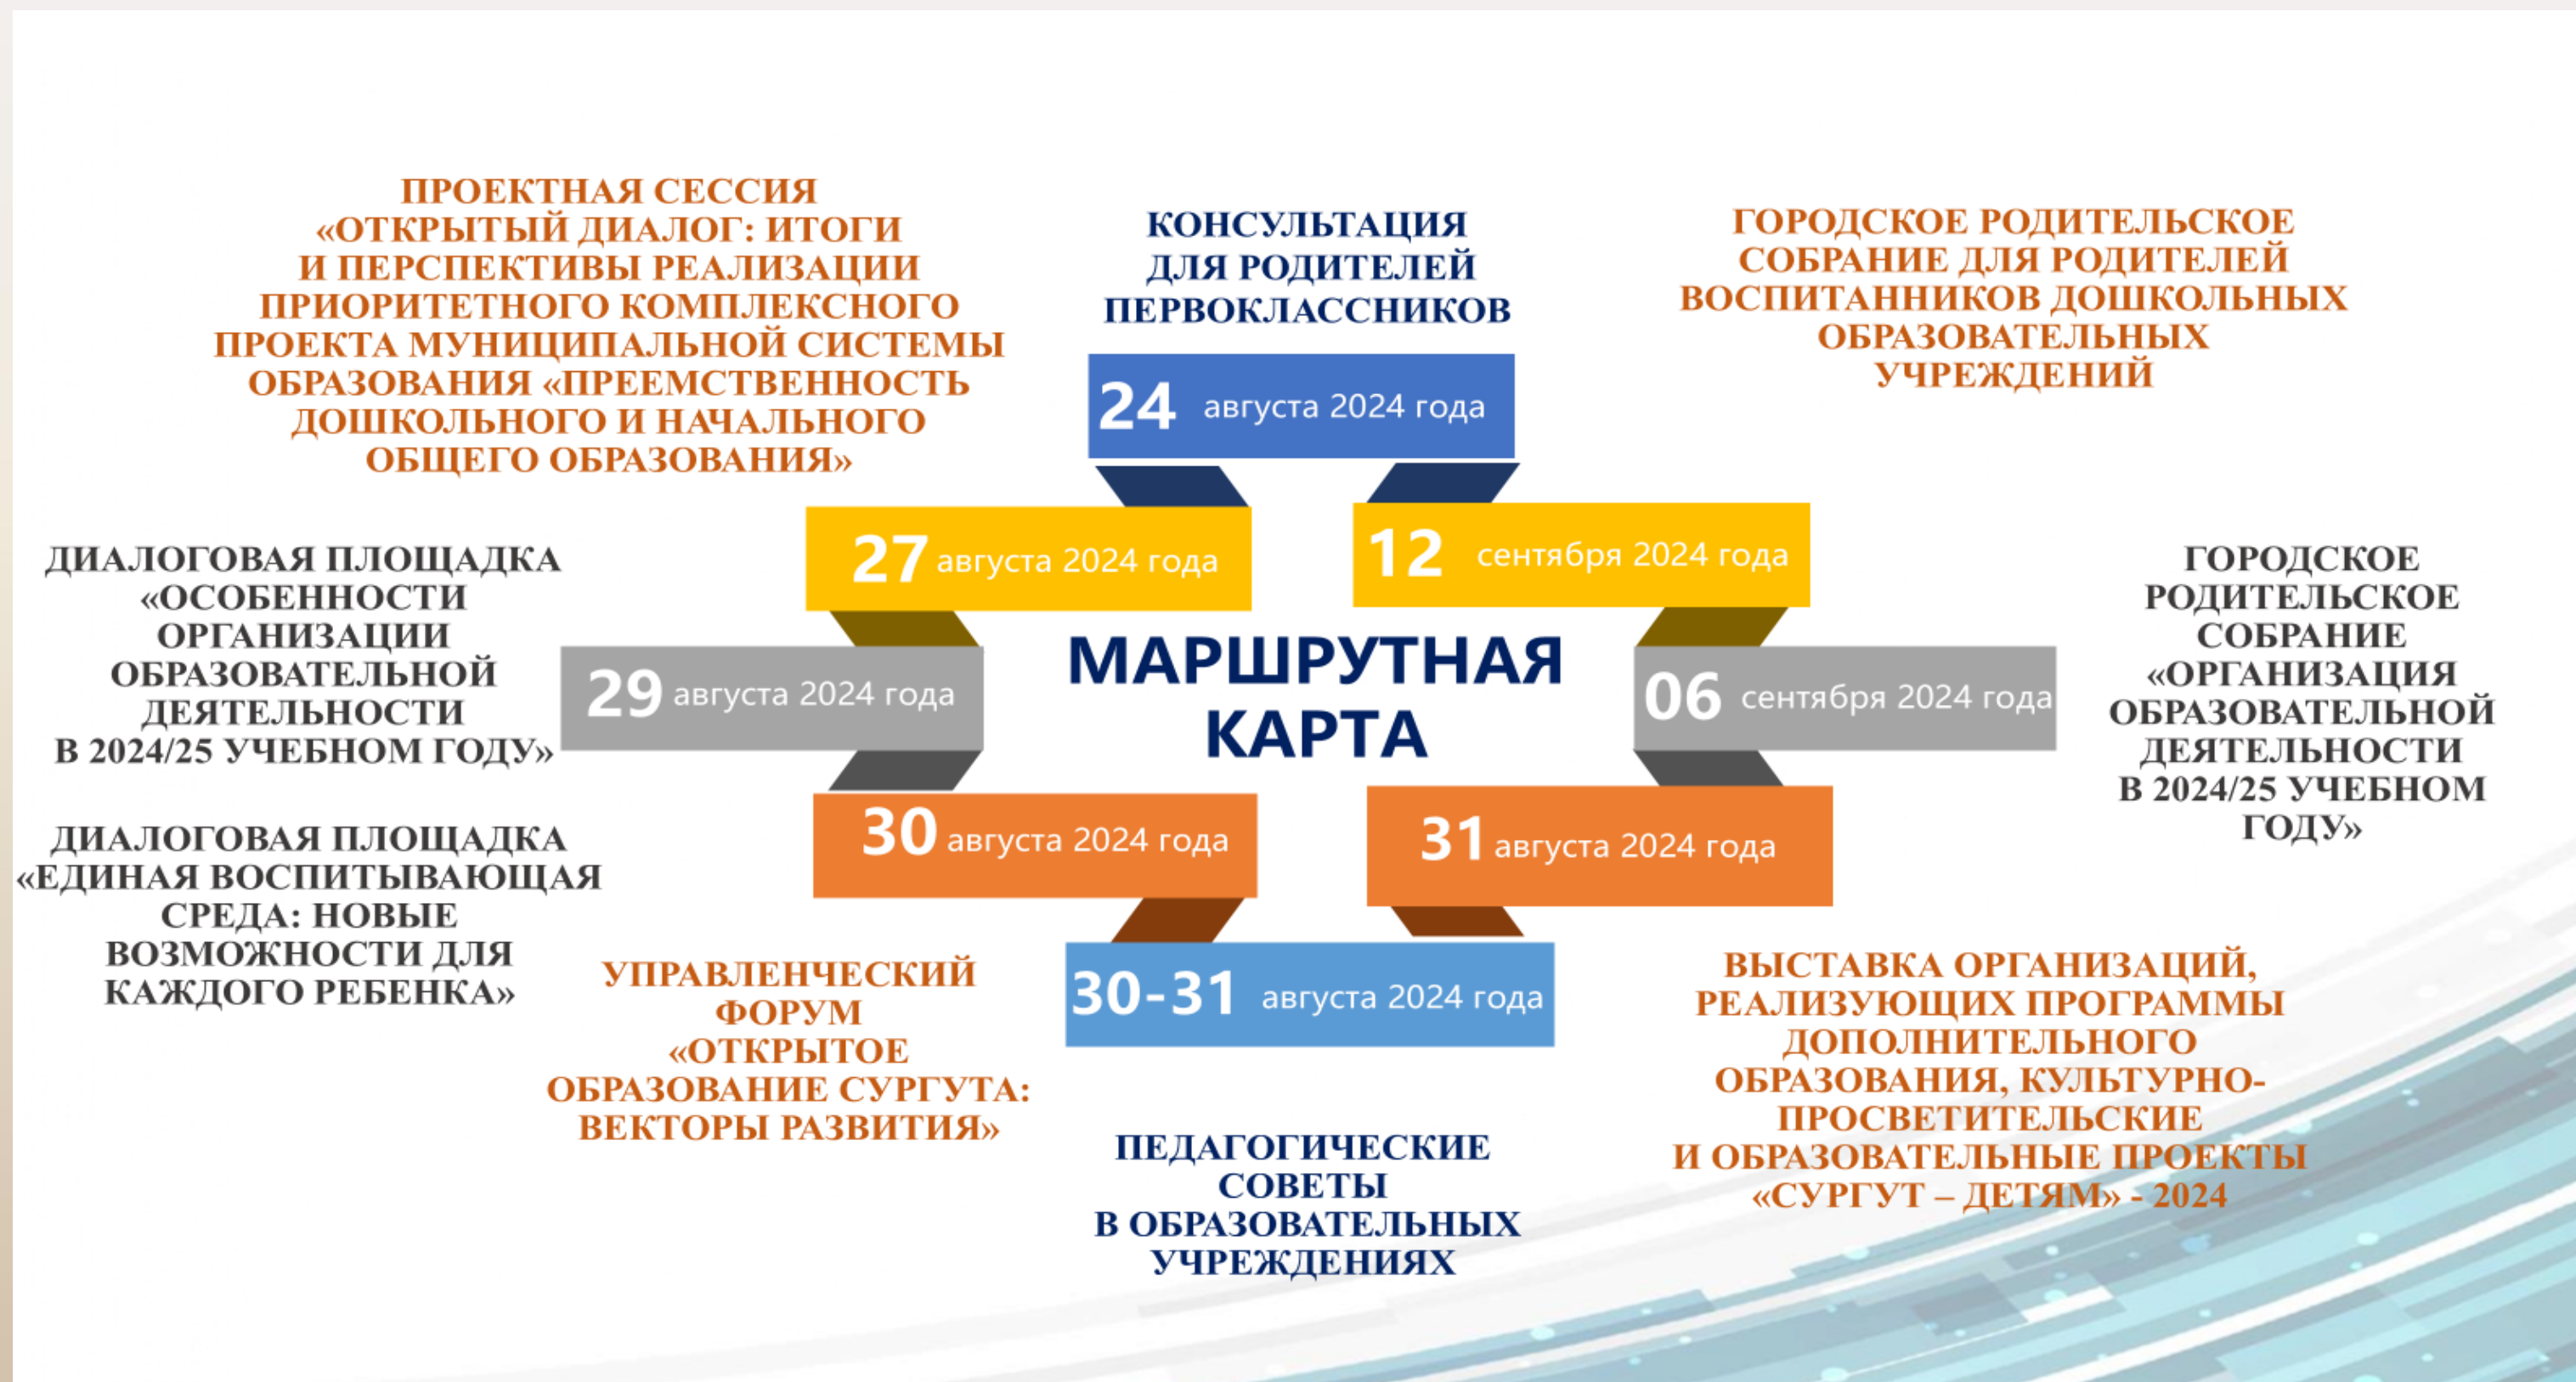 ПРОЕКТНАЯ СЕССИЯ
«ОТКРЫТЫЙ ДИАЛОГ: ИТОГИ
И ПЕРСПЕКТИВЫ РЕАЛИЗАЦИИ
ПРИОРИТЕТНОГО КОМПЛЕКСНОГО
ПРОЕКТА МУНИЦИПАЛЬНОЙ СИСТЕМЫ
ОБРАЗОВАНИЯ «ПРЕЕМСТВЕННОСТЬ
ДОШКОЛЬНОГО И НАЧАЛЬНОГО
ОБЩЕГО ОБРАЗОВАНИЯ»
КОНСУЛЬТАЦИЯ
ДЛЯ РОДИТЕЛЕЙ
ПЕРВОКЛАССНИКОВ
24 августа 2024 года
ГОРОДСКОЕ РОДИТЕЛЬСКОЕ
СОБРАНИЕ ДЛЯ РОДИТЕЛЕЙ
ВОСПИТАННИКОВ ДОШКОЛЬНЫХ
ОБРАЗОВАТЕЛЬНЫХ
УЧРЕЖДЕНИЙ
27 августа 2024 года
12 сентября 2024 года
ДИАЛОГОВАЯ ПЛОЩАДКА
«ОСОБЕННОСТИ
ОРГАНИЗАЦИИ
ОБРАЗОВАТЕЛЬНОЙ
ДЕЯТЕЛЬНОСТИ
В 2024/25 УЧЕБНОМ ГОДУ»
29 августа 2024 года
МАРШРУТНАЯ
КАРТА
06 сентября 2024 года
ГОРОДСКОЕ
РОДИТЕЛЬСКОЕ
СОБРАНИЕ
«ОРГАНИЗАЦИЯ
ОБРАЗОВАТЕЛЬНОЙ
ДЕЯТЕЛЬНОСТИ
В 2024/25 УЧЕБНОМ
ГОДУ»
ДИАЛОГОВАЯ ПЛОЩАДКА
«ЕДИНАЯ ВОСПИТЫВАЮЩАЯ
СРЕДА: НОВЫЕ
ВОЗМОЖНОСТИ ДЛЯ
КАЖДОГО РЕБЕНКА»
30 августа 2024 года
31 августа 2024 года
УПРАВЛЕНЧЕСКИЙ
ФОРУМ
«ОТКРЫТОЕ
ОБРАЗОВАНИЕ СУРГУТА:
ВЕКТОРЫ РАЗВИТИЯ»
30-31 августа 2024 года
ПЕДАГОГИЧЕСКИЕ
СОВЕТЫ
В ОБРАЗОВАТЕЛЬНЫХ
УЧРЕЖДЕНИЯХ
ВЫСТАВКА ОРГАНИЗАЦИЙ,
РЕАЛИЗУЮЩИХ ПРОГРАММЫ
ДОПОЛНИТЕЛЬНОГО
ОБРАЗОВАНИЯ, КУЛЬТУРНО-
ПРОСВЕТИТЕЛЬСКИЕ
И ОБРАЗОВАТЕЛЬНЫЕ ПРОЕКТЫ
«СУРГУТ – ДЕТЯМ» - 2024